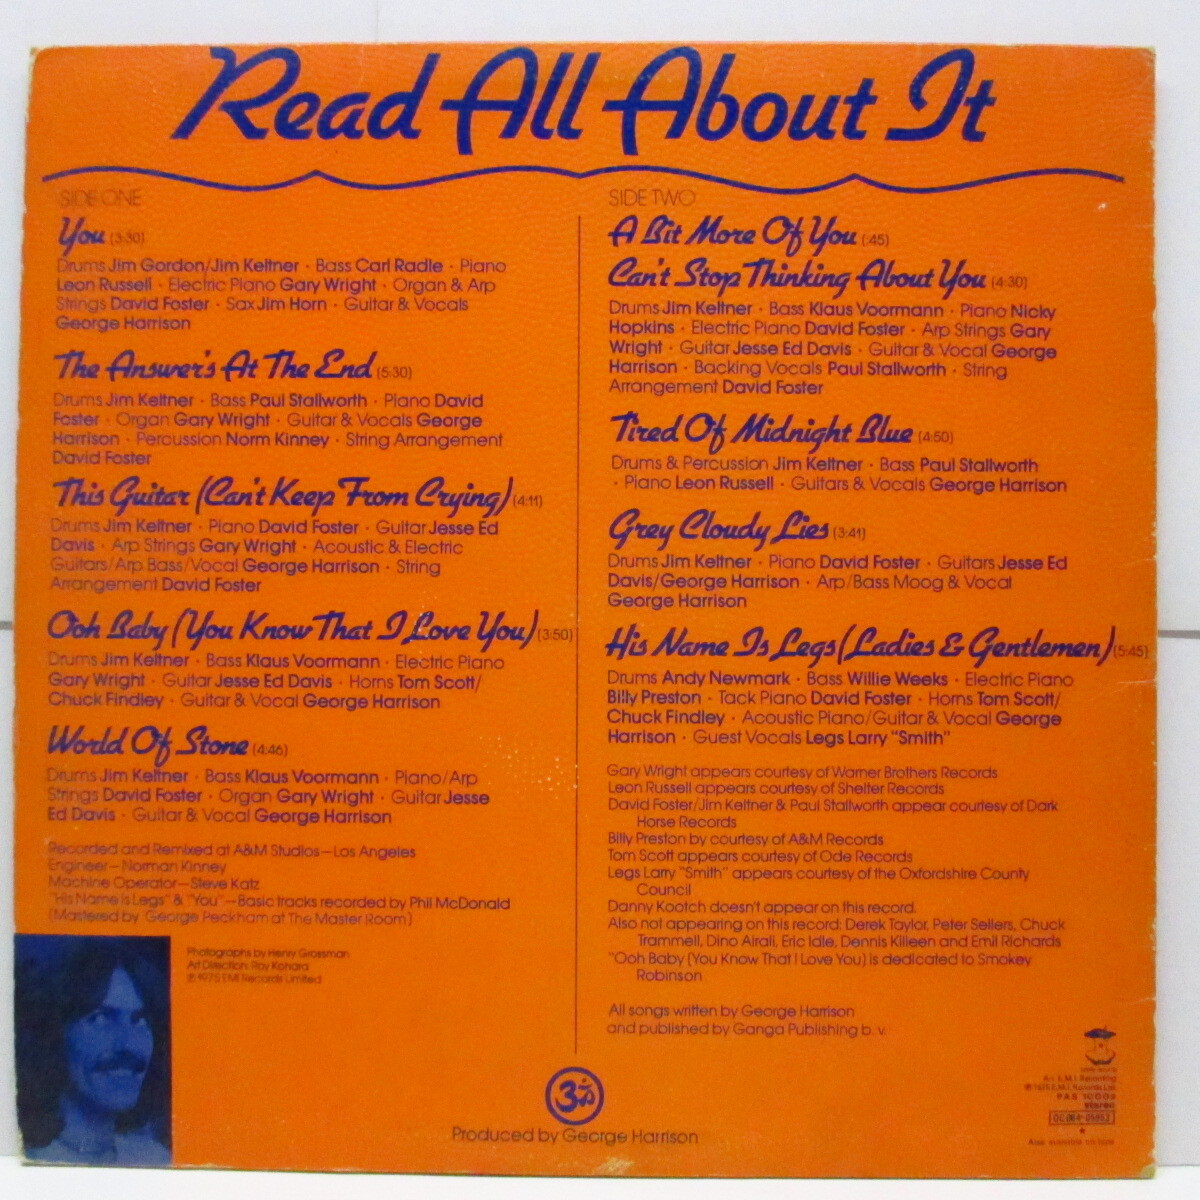 Read All About It
SIDE ONE
You (3:30)
Drums Jim Gordon/Jim Keltner · Bass Carl Radle · Piano
Leon Russell · Electric Piano Gary Wright · Organ & Arp
Strings David Foster · Sax Jim Horn · Guitar & Vocals
George Harrison
The Answer's At The End (5:30)
Drums Jim Keltner · Bass Paul Stallworth · Piano David
Foster · Organ Gary Wright · Guitar & Vocals George
Harrison · Percussion Norm Kinney · String Arrangement
David Foster
This Guitar (Can't Keep From Crying) (4:11)
Drums Jim Keltner · Piano David Foster · Guitar Jesse Ed
Davis · Arp Strings Gary Wright · Acoustic & Electric
Guitars/Arp Bass/Vocal George Harrison · String
Arrangement David Foster
Ooh Baby (You Know That I Love You) (3:50)
Drums Jim Keltner · Bass Klaus Voormann · Electric Piano
Gary Wright · Guitar Jesse Ed Davis · Horns Tom Scott/
Chuck Findley · Guitar & Vocal George Harrison
World Of Stone (4:46)
Drums Jim Keltner · Bass Klaus Voormann · Piano/Arp
Strings David Foster · Organ Gary Wright · Guitar Jesse
Ed Davis · Guitar & Vocal George Harrison
Recorded and Remixed at A&M Studios—Los Angeles
Engineer—Norman Kinney
Machine Operator—Steve Katz
"His Name is Legs" & "You"—Basic tracks recorded by Phil McDonald
(Mastered by George Peckham at The Master Room)
Photographs by Henry Grossman
Art Direction: Roy Kohara
℗ 1975 EMI Records Limited
SIDE TWO
A Bit More Of You (:45)
Can't Stop Thinking About You (4:30)
Drums Jim Keltner · Bass Klaus Voormann · Piano Nicky
Hopkins · Electric Piano David Foster · Arp Strings Gary
Wright · Guitar Jesse Ed Davis · Guitar & Vocal George
Harrison · Backing Vocals Paul Stallworth · String
Arrangement David Foster
Tired Of Midnight Blue (4:50)
Drums & Percussion Jim Keltner · Bass Paul Stallworth
· Piano Leon Russell · Guitars & Vocals George Harrison
Grey Cloudy Lies (3:41)
Drums Jim Keltner · Piano David Foster · Guitars Jesse Ed
Davis/George Harrison · Arp/Bass Moog & Vocal
George Harrison
His Name Is Legs (Ladies & Gentlemen) (5:45)
Drums Andy Newmark · Bass Willie Weeks · Electric Piano
Billy Preston · Tack Piano David Foster · Horns Tom Scott/
Chuck Findley · Acoustic Piano/Guitar & Vocal George
Harrison · Guest Vocals Legs Larry "Smith"
Gary Wright appears courtesy of Warner Brothers Records
Leon Russell appears courtesy of Shelter Records
David Foster/Jim Keltner & Paul Stallworth appear courtesy of Dark
Horse Records
Billy Preston by courtesy of A&M Records
Tom Scott appears courtesy of Ode Records
Legs Larry "Smith" appears courtesy of the Oxfordshire County
Council
Danny Kootch doesn't appear on this record.
Also not appearing on this record: Derek Taylor, Peter Sellers, Chuck
Trammell, Dino Airali, Eric Idle, Dennis Killeen and Emil Richards
"Ooh Baby (You Know That I Love You) is dedicated to Smokey
Robinson
All songs written by George Harrison
and published by Ganga Publishing b. v.
An E.M.I. Recording
℗ 1975 E.M.I. Records Ltd.
PAS 10009
stereo
Also available on tape
Produced by George Harrison